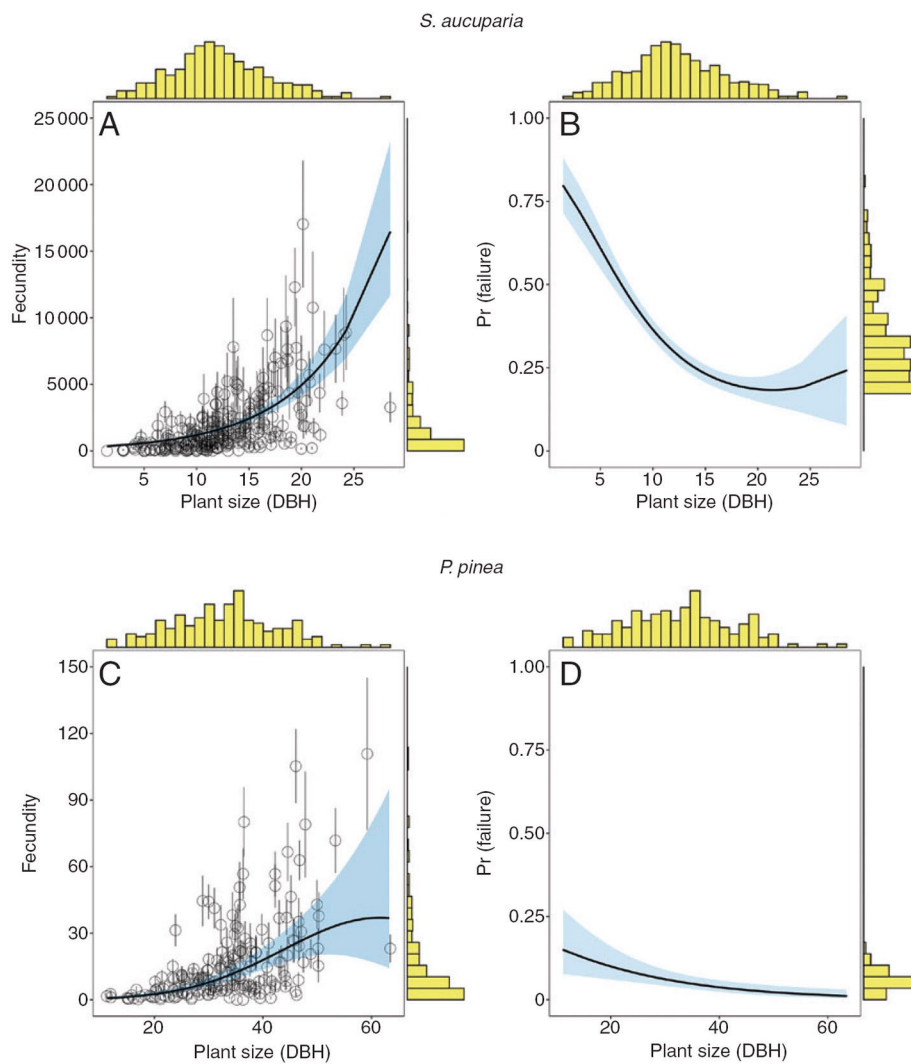 S. aucuparia
A
25 000
20 000
15 000
10 000
5000
0
Fecundity
5 10 15 20 25
Plant size (DBH)
B
1.00
0.75
0.50
0.25
0
Pr (failure)
5 10 15 20 25
Plant size (DBH)
P. pinea
C
150
120
90
60
30
0
Fecundity
20 40 60
Plant size (DBH)
D
1.00
0.75
0.50
0.25
0
Pr (failure)
20 40 60
Plant size (DBH)